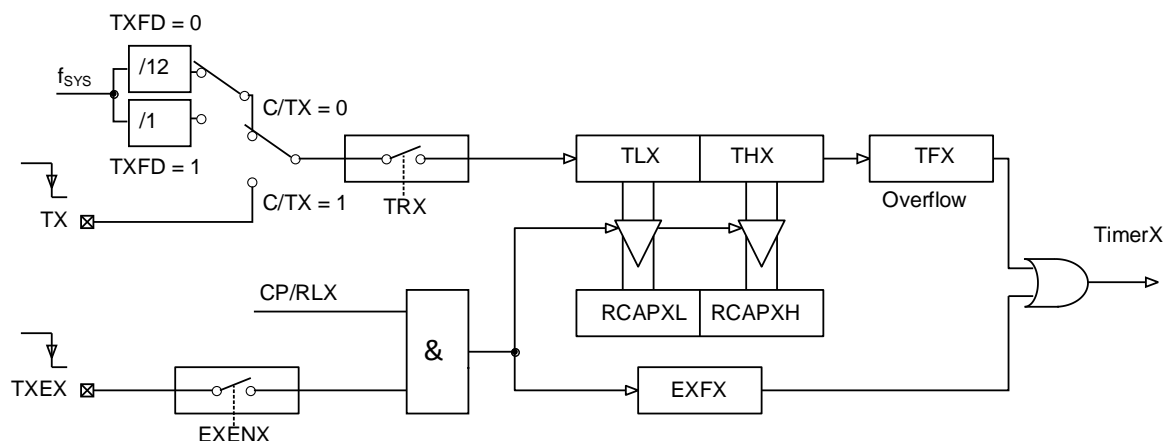 TXFD = 0
/12
fSYS
C/TX = 0
/1
TXFD = 1
TLX
THX
TFX
TX
C/TX = 1
TRX
Overflow
TimerX
CP/RLX
RCAPXL
RCAPXH
&
TXEX
EXFX
EXENX